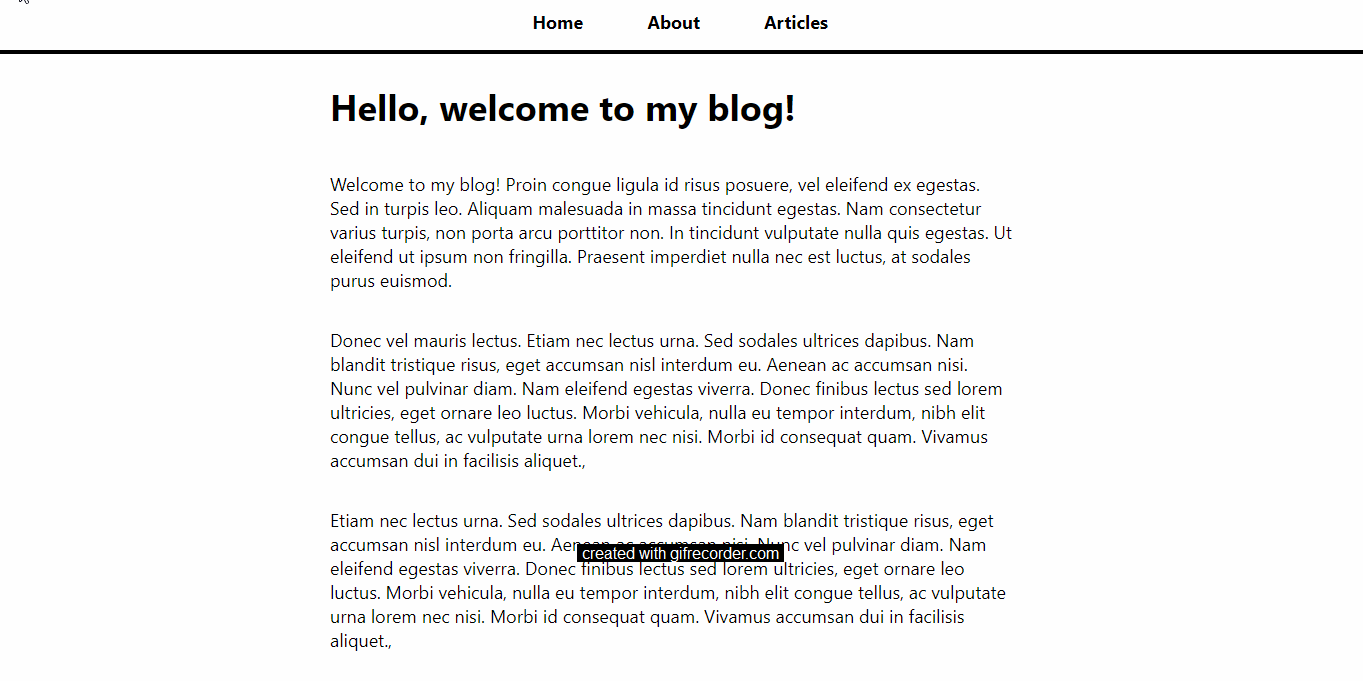 Home About Articles
Hello, welcome to my blog!
Welcome to my blog! Proin congue ligula id risus posuere, vel eleifend ex egestas.
Sed in turpis leo. Aliquam malesuada in massa tincidunt egestas. Nam consectetur
varius turpis, non porta arcu porttitor non. In tincidunt vulputate nulla quis egestas. Ut
eleifend ut ipsum non fringilla. Praesent imperdiet nulla nec est luctus, at sodales
purus euismod.
Donec vel mauris lectus. Etiam nec lectus urna. Sed sodales ultrices dapibus. Nam
blandit tristique risus, eget accumsan nisl interdum eu. Aenean ac accumsan nisi.
Nunc vel pulvinar diam. Nam eleifend egestas viverra. Donec finibus lectus sed lorem
ultricies, eget ornare leo luctus. Morbi vehicula, nulla eu tempor interdum, nibh elit
congue tellus, ac vulputate urna lorem nec nisi. Morbi id consequat quam. Vivamus
accumsan dui in facilisis aliquet.,
Etiam nec lectus urna. Sed sodales ultrices dapibus. Nam blandit tristique risus, eget
accumsan nisl interdum eu. Aenean ac accumsan nisi. Nunc vel pulvinar diam. Nam
created with gifrecorder.com
eleifend egestas viverra. Donec finibus lectus sed lorem ultricies, eget ornare leo
luctus. Morbi vehicula, nulla eu tempor interdum, nibh elit congue tellus, ac vulputate
urna lorem nec nisi. Morbi id consequat quam. Vivamus accumsan dui in facilisis
aliquet.,